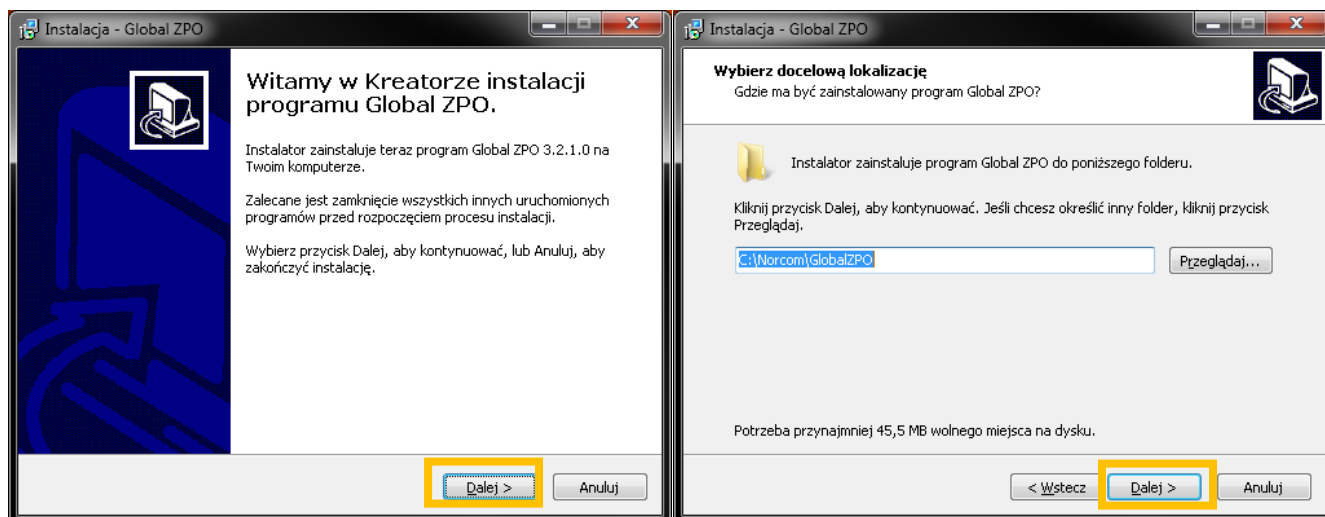 Instalacja - Global ZPO
Witamy w Kreatorze instalacji
programu Global ZPO.
Instalator zainstaluje teraz program Global ZPO 3.2.1.0 na
Twoim komputerze.
Zalecane jest zamknięcie wszystkich innych uruchomionych
programów przed rozpoczęciem procesu instalacji.
Wybierz przycisk Dalej, aby kontynuować, lub Anuluj, aby
zakończyć instalację.
Dalej >
Anuluj
Instalacja - Global ZPO
Wybierz docelową lokalizację
Gdzie ma być zainstalowany program Global ZPO?
Instalator zainstaluje program Global ZPO do poniższego folderu.
Kliknij przycisk Dalej, aby kontynuować. Jeśli chcesz określić inny folder, kliknij przycisk
Przeglądaj.
C:\Norcom\GlobalZPO
Przeglądaj...
Potrzeba przynajmniej 45,5 MB wolnego miejsca na dysku.
< Wstecz
Dalej >
Anuluj